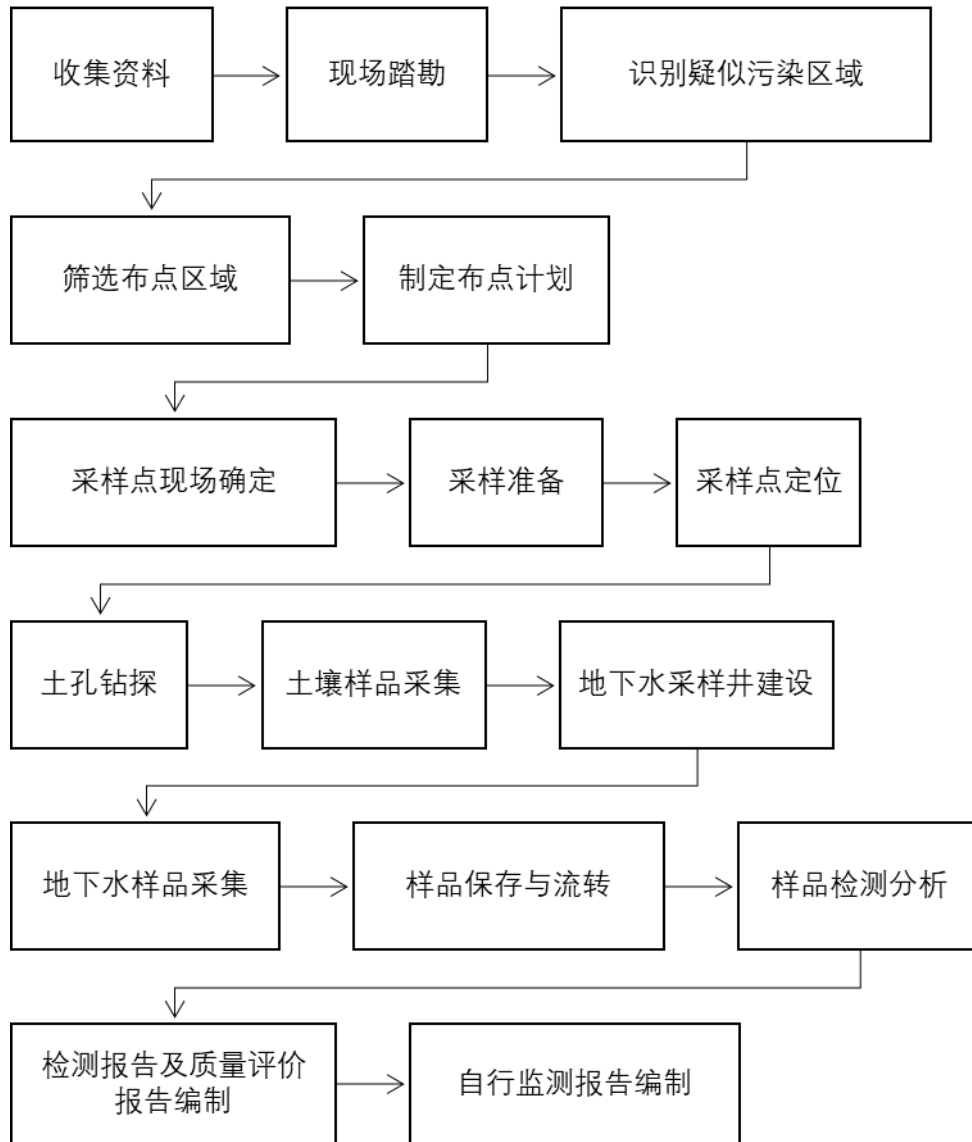 收集资料
现场踏勘
识别疑似污染区域
筛选布点区域
制定布点计划
采样点现场确定
采样准备
采样点定位
土孔钻探
土壤样品采集
地下水采样井建设
地下水样品采集
样品保存与流转
样品检测分析
检测报告及质量评价
报告编制
自行监测报告编制